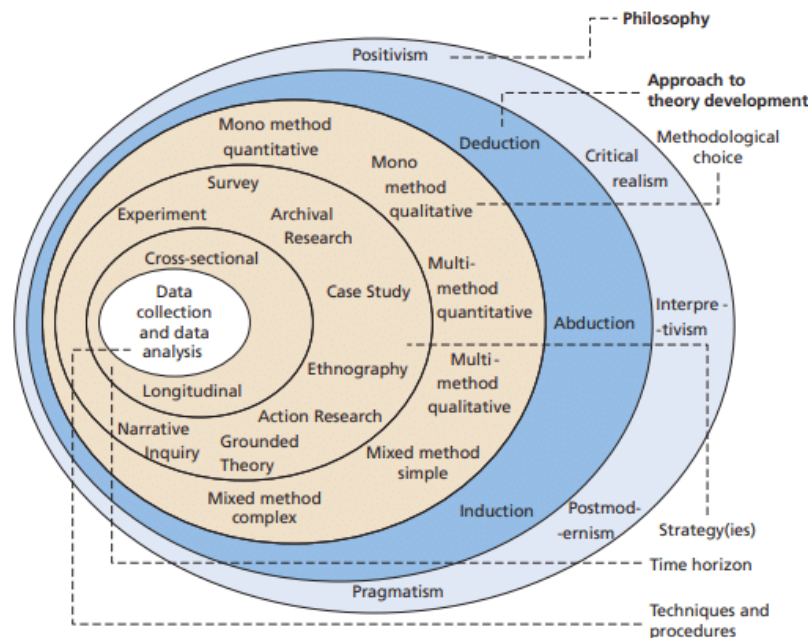 Philosophy
Positivism
Approach to
theory development
Mono method
quantitative
Deduction
Methodological
choice
Critical
realism
Mono
method
qualitative
Survey
Experiment
Archival
Research
Cross-sectional
Data
collection
and data
analysis
Case Study
Multi-
method
quantitative
Abduction
Interpre -
-tivism
Ethnography
Multi-
method
qualitative
Longitudinal
Action Research
Narrative
Inquiry
Grounded
Theory
Mixed method
simple
Mixed method
complex
Induction
Postmod-
-ernism
Strategy(ies)
Time horizon
Pragmatism
Techniques and
procedures